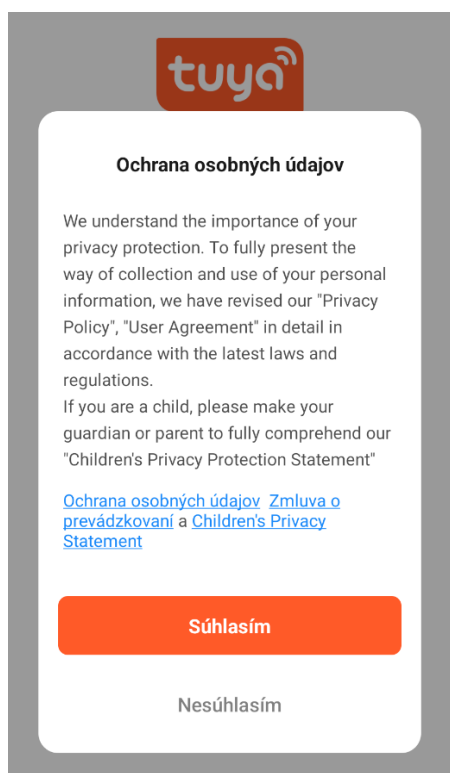 tuya
Ochrana osobných údajov
We understand the importance of your
privacy protection. To fully present the
way of collection and use of your personal
information, we have revised our "Privacy
Policy", "User Agreement" in detail in
accordance with the latest laws and
regulations.
If you are a child, please make your
guardian or parent to fully comprehend our
"Children's Privacy Protection Statement"
Ochrana osobných údajov Zmluva o
prevádzkovaní a Children's Privacy
Statement
Súhlasím
Nesúhlasím